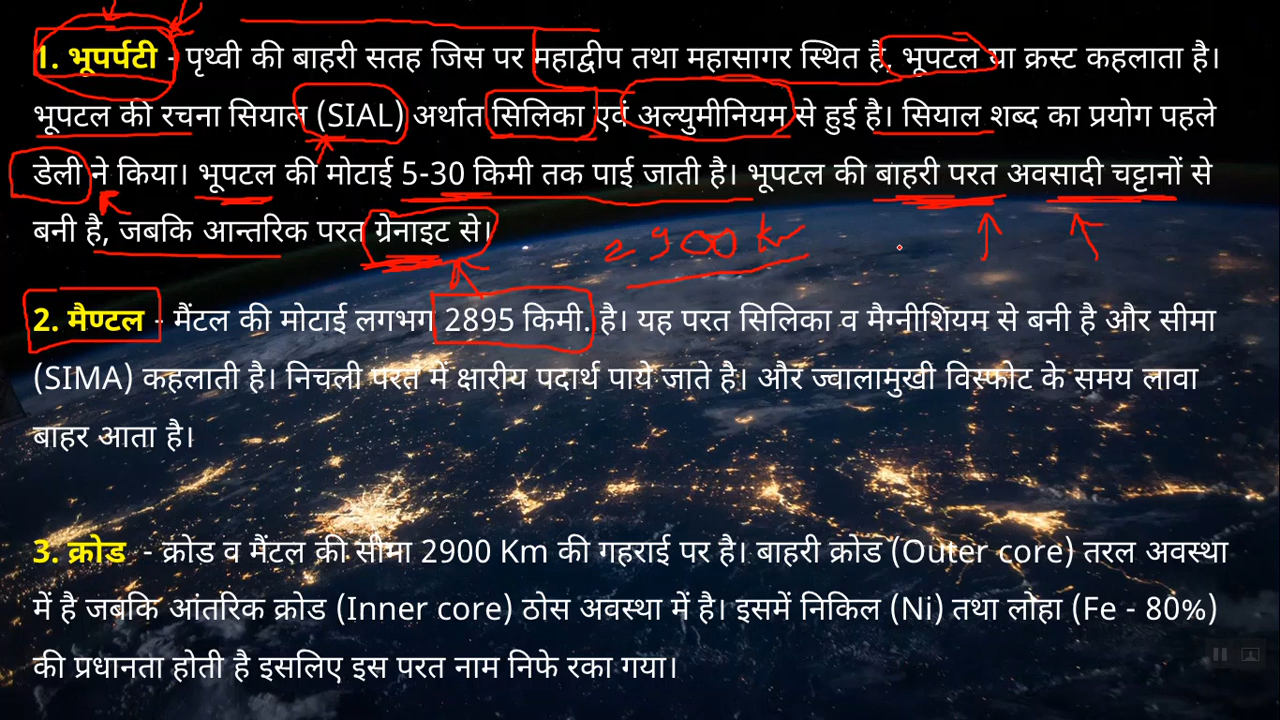 1. भूपर्पटी - पृथ्वी की बाहरी सतह जिस पर महाद्वीप तथा महासागर स्थित है, भूपटल या क्रस्ट कहलाता है।
भूपटल की रचना सियाल (SIAL) अर्थात सिलिका एवं अल्युमीनियम से हुई है। सियाल शब्द का प्रयोग पहले
डेली ने किया। भूपटल की मोटाई 5-30 किमी तक पाई जाती है। भूपटल की बाहरी परत अवसादी चट्टानों से
बनी है, जबकि आन्तरिक परत ग्रेनाइट से।
2900 km
2. मैण्टल - मैंटल की मोटाई लगभग 2895 किमी. है। यह परत सिलिका व मैग्नीशियम से बनी है और सीमा
(SIMA) कहलाती है। निचली परत में क्षारीय पदार्थ पाये जाते है। और ज्वालामुखी विस्फोट के समय लावा
बाहर आता है।
3. क्रोड - क्रोड व मैंटल की सीमा 2900 Km की गहराई पर है। बाहरी क्रोड (Outer core) तरल अवस्था
में है जबकि आंतरिक क्रोड (Inner core) ठोस अवस्था में है। इसमें निकिल (Ni) तथा लोहा (Fe - 80%)
की प्रधानता होती है इसलिए इस परत नाम निफे रका गया।